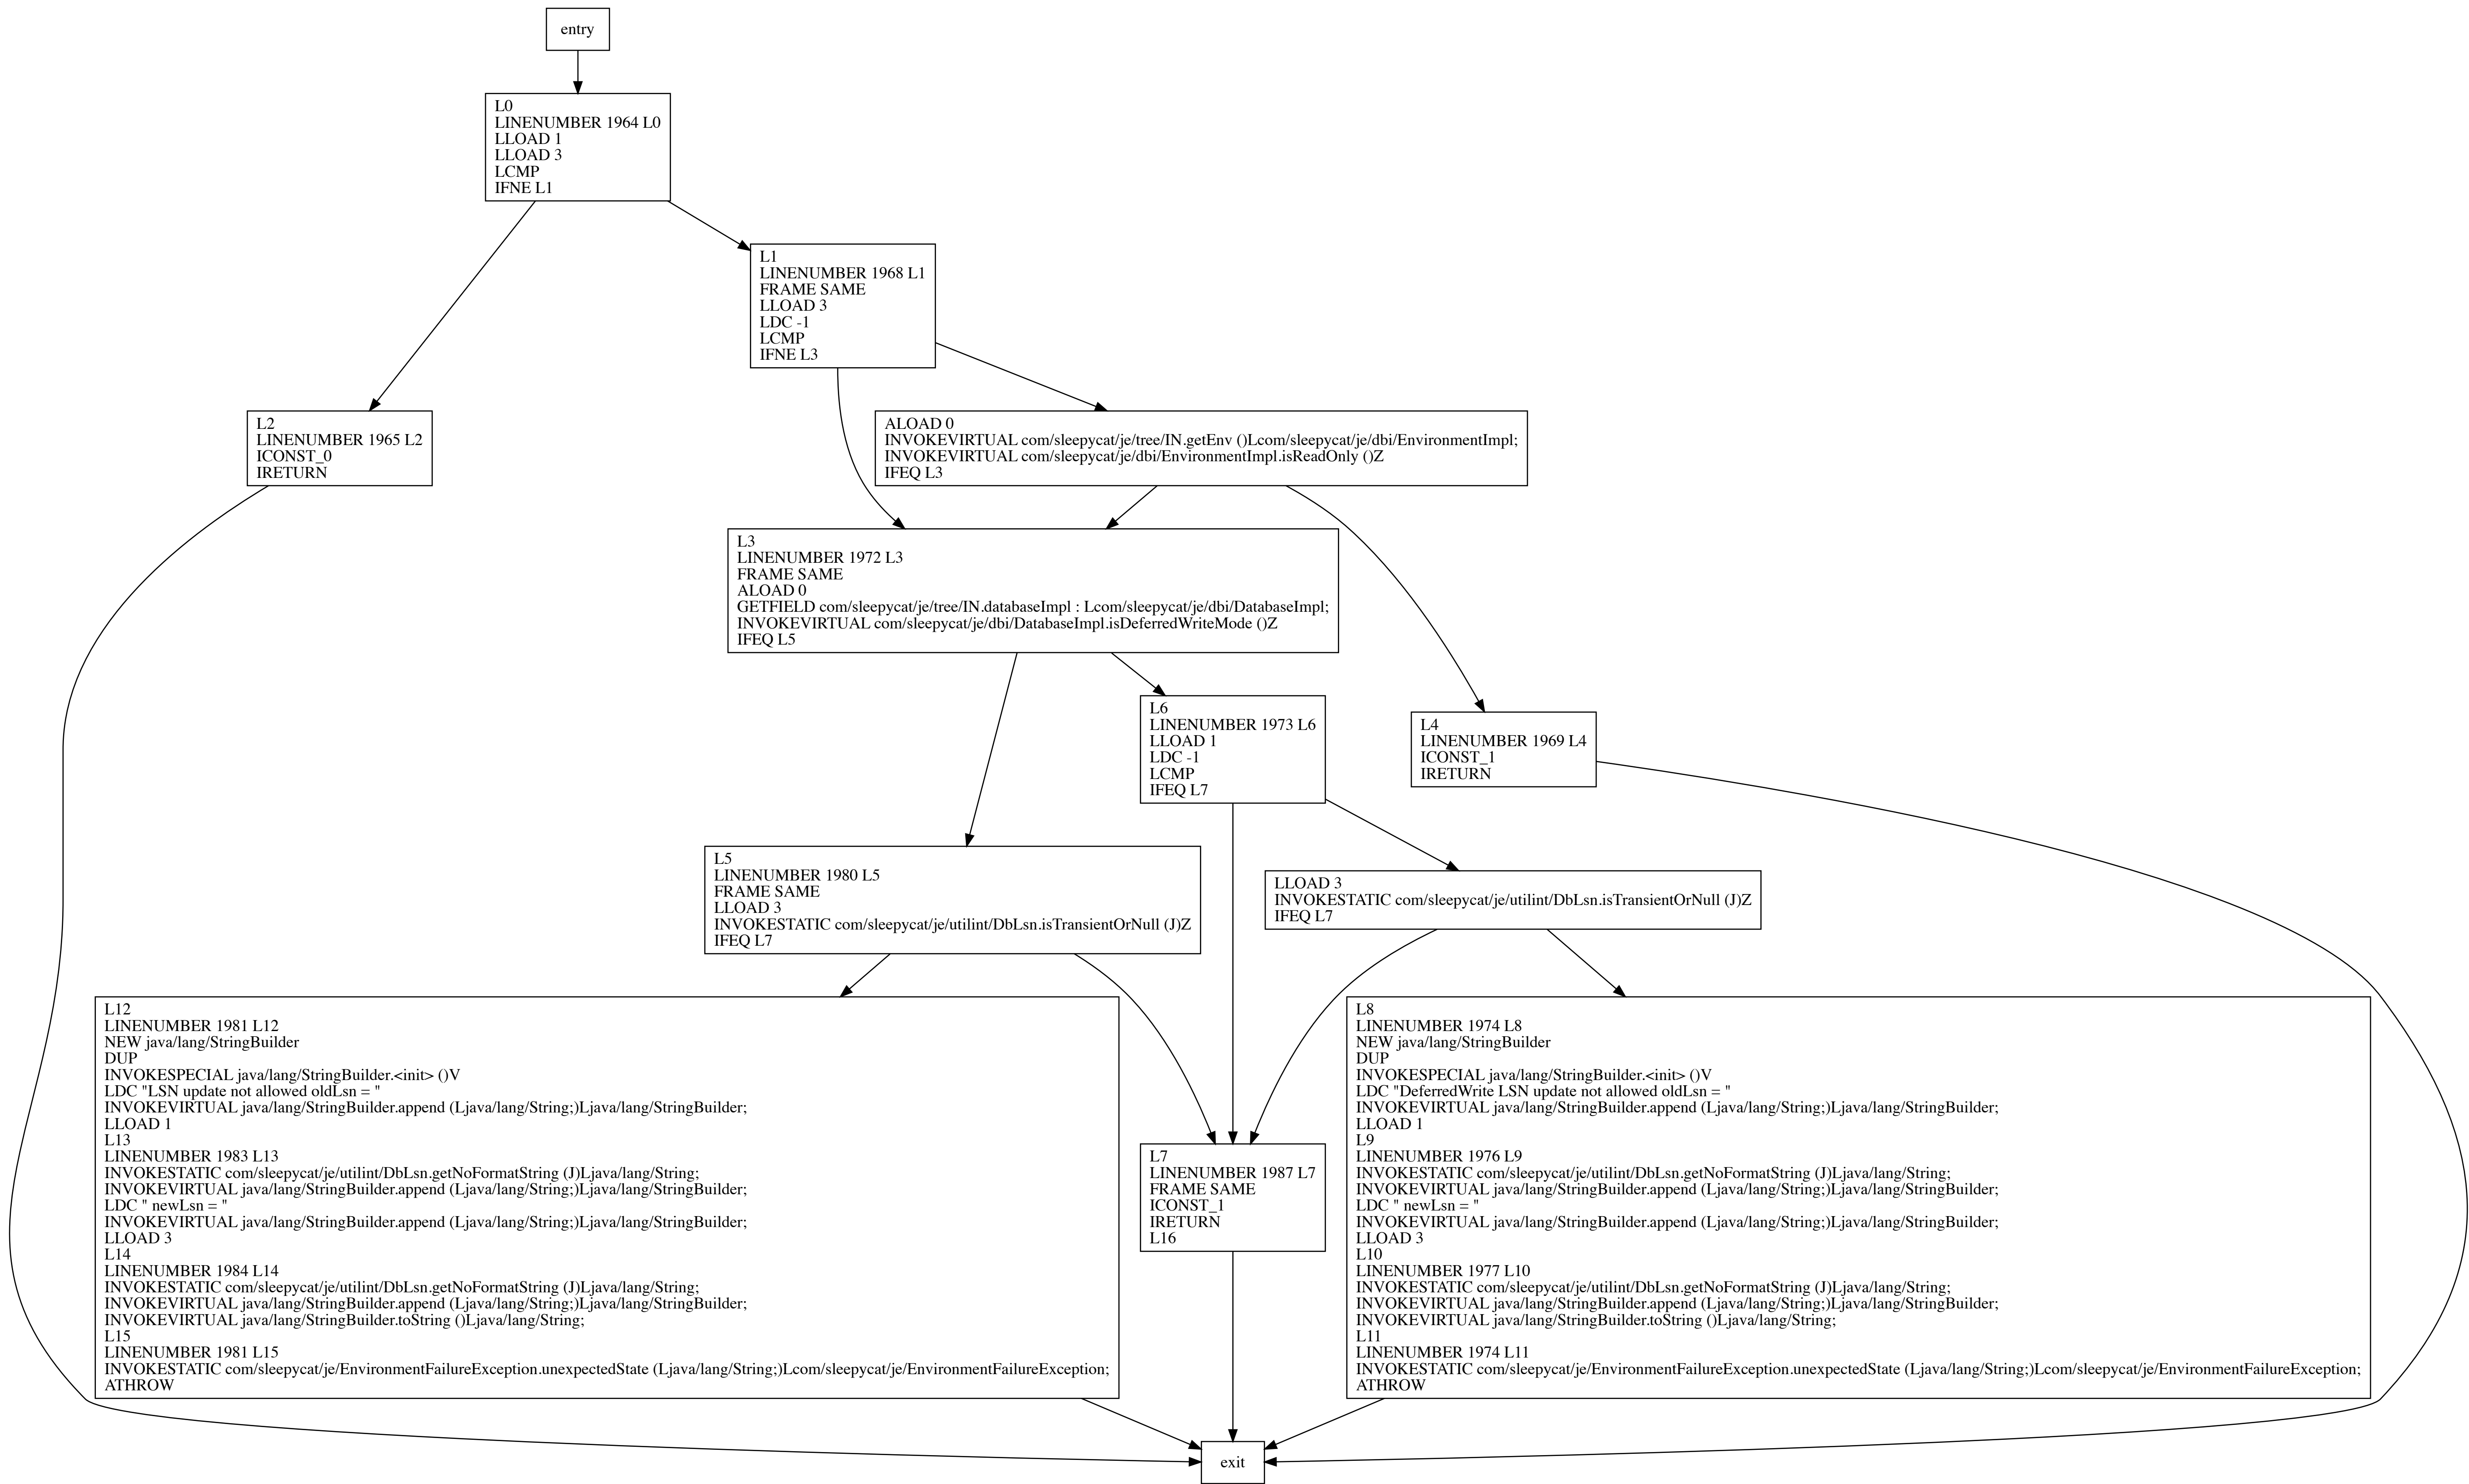 entry
L0
LINENUMBER 1964 L0
LLOAD 1
LLOAD 3
LCMP
IFNE L1
L1
LINENUMBER 1968 L1
FRAME SAME
LLOAD 3
LDC -1
LCMP
IFNE L3
L2
LINENUMBER 1965 L2
ICONST_0
IRETURN
ALOAD 0
INVOKEVIRTUAL com/sleepycat/je/tree/IN.getEnv ()Lcom/sleepycat/je/dbi/EnvironmentImpl;
INVOKEVIRTUAL com/sleepycat/je/dbi/EnvironmentImpl.isReadOnly ()Z
IFEQ L3
L3
LINENUMBER 1972 L3
FRAME SAME
ALOAD 0
GETFIELD com/sleepycat/je/tree/IN.databaseImpl : Lcom/sleepycat/je/dbi/DatabaseImpl;
INVOKEVIRTUAL com/sleepycat/je/dbi/DatabaseImpl.isDeferredWriteMode ()Z
IFEQ L5
L6
LINENUMBER 1973 L6
LLOAD 1
LDC -1
LCMP
IFEQ L7
L4
LINENUMBER 1969 L4
ICONST_1
IRETURN
L5
LINENUMBER 1980 L5
FRAME SAME
LLOAD 3
INVOKESTATIC com/sleepycat/je/utilint/DbLsn.isTransientOrNull (J)Z
IFEQ L7
LLOAD 3
INVOKESTATIC com/sleepycat/je/utilint/DbLsn.isTransientOrNull (J)Z
IFEQ L7
L12
LINENUMBER 1981 L12
NEW java/lang/StringBuilder
DUP
INVOKESPECIAL java/lang/StringBuilder.<init> ()V
LDC "LSN update not allowed oldLsn = "
INVOKEVIRTUAL java/lang/StringBuilder.append (Ljava/lang/String;)Ljava/lang/StringBuilder;
LLOAD 1
L13
LINENUMBER 1983 L13
INVOKESTATIC com/sleepycat/je/utilint/DbLsn.getNoFormatString (J)Ljava/lang/String;
INVOKEVIRTUAL java/lang/StringBuilder.append (Ljava/lang/String;)Ljava/lang/StringBuilder;
LDC " newLsn = "
INVOKEVIRTUAL java/lang/StringBuilder.append (Ljava/lang/String;)Ljava/lang/StringBuilder;
LLOAD 3
L14
LINENUMBER 1984 L14
INVOKESTATIC com/sleepycat/je/utilint/DbLsn.getNoFormatString (J)Ljava/lang/String;
INVOKEVIRTUAL java/lang/StringBuilder.append (Ljava/lang/String;)Ljava/lang/StringBuilder;
INVOKEVIRTUAL java/lang/StringBuilder.toString ()Ljava/lang/String;
L15
LINENUMBER 1981 L15
INVOKESTATIC com/sleepycat/je/EnvironmentFailureException.unexpectedState (Ljava/lang/String;)Lcom/sleepycat/je/EnvironmentFailureException;
ATHROW
L7
LINENUMBER 1987 L7
FRAME SAME
ICONST_1
IRETURN
L16
L8
LINENUMBER 1974 L8
NEW java/lang/StringBuilder
DUP
INVOKESPECIAL java/lang/StringBuilder.<init> ()V
LDC "DeferredWrite LSN update not allowed oldLsn = "
INVOKEVIRTUAL java/lang/StringBuilder.append (Ljava/lang/String;)Ljava/lang/StringBuilder;
LLOAD 1
L9
LINENUMBER 1976 L9
INVOKESTATIC com/sleepycat/je/utilint/DbLsn.getNoFormatString (J)Ljava/lang/String;
INVOKEVIRTUAL java/lang/StringBuilder.append (Ljava/lang/String;)Ljava/lang/StringBuilder;
LDC " newLsn = "
INVOKEVIRTUAL java/lang/StringBuilder.append (Ljava/lang/String;)Ljava/lang/StringBuilder;
LLOAD 3
L10
LINENUMBER 1977 L10
INVOKESTATIC com/sleepycat/je/utilint/DbLsn.getNoFormatString (J)Ljava/lang/String;
INVOKEVIRTUAL java/lang/StringBuilder.append (Ljava/lang/String;)Ljava/lang/StringBuilder;
INVOKEVIRTUAL java/lang/StringBuilder.toString ()Ljava/lang/String;
L11
LINENUMBER 1974 L11
INVOKESTATIC com/sleepycat/je/EnvironmentFailureException.unexpectedState (Ljava/lang/String;)Lcom/sleepycat/je/EnvironmentFailureException;
ATHROW
exit